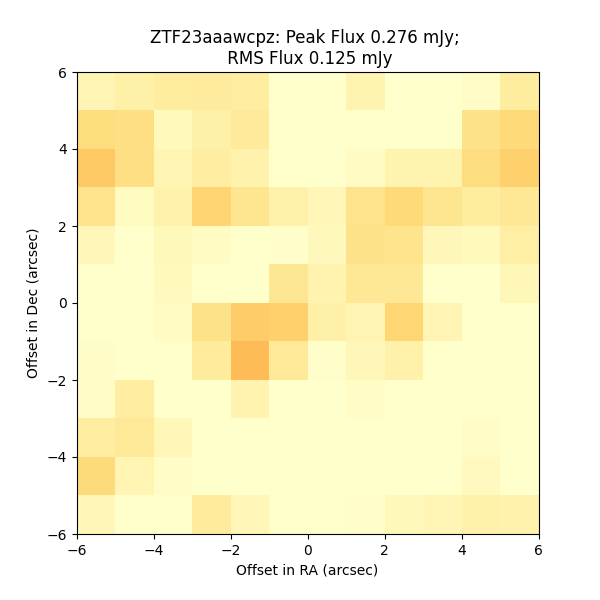 ZTF23aaawcpz: Peak Flux 0.276 mJy;
RMS Flux 0.125 mJy
6
4
2
0
−2
−4
−6
Offset in Dec (arcsec)
−6 −4 −2 0 2 4 6
Offset in RA (arcsec)